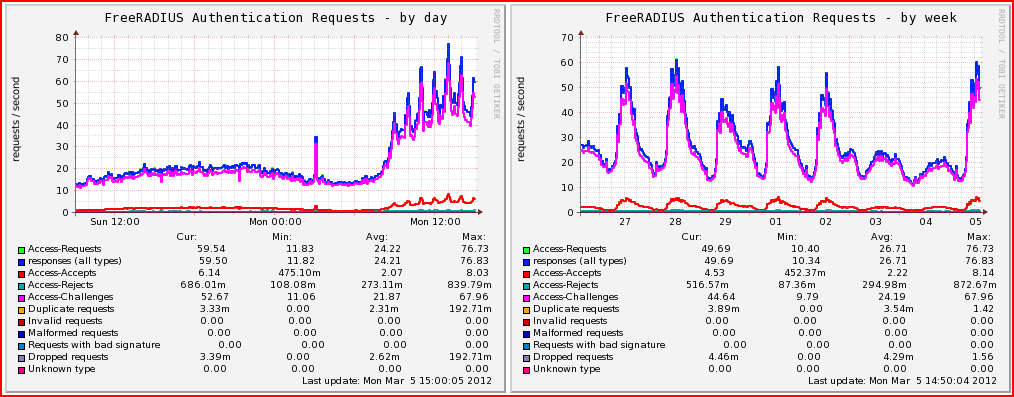 FreeRADIUS Authentication Requests - by day
RRDTOOL / TOBI OETIKER
requests / second
80
70
60
50
40
30
20
10
0
Sun 12:00 Mon 0:00 Mon 12:00
Cur: Min: Avg: Max:
Access-Requests 59.54 11.83 24.22 76.73
responses (all types) 59.50 11.82 24.21 76.83
Access-Accepts 6.14 475.10m 2.07 8.03
Access-Rejects 686.01m 108.08m 273.11m 839.79m
Access-Challenges 52.67 11.06 21.87 67.96
Duplicate requests 3.33m 0.00 2.31m 192.71m
Invalid requests 0.00 0.00 0.00 0.00
Malformed requests 0.00 0.00 0.00 0.00
Requests with bad signature 0.00 0.00 0.00 0.00
Dropped requests 3.39m 0.00 2.62m 192.71m
Unknown type 0.00 0.00 0.00 0.00
Last update: Mon Mar 5 15:00:05 2012
FreeRADIUS Authentication Requests - by week
RRDTOOL / TOBI OETIKER
requests / second
70
60
50
40
30
20
10
0
27 28 29 01 02 03 04 05
Cur: Min: Avg: Max:
Access-Requests 49.69 10.40 26.71 76.73
responses (all types) 49.69 10.34 26.71 76.83
Access-Accepts 4.53 452.37m 2.22 8.14
Access-Rejects 516.57m 87.36m 294.98m 872.67m
Access-Challenges 44.64 9.79 24.19 67.96
Duplicate requests 3.89m 0.00 3.54m 1.42
Invalid requests 0.00 0.00 0.00 0.00
Malformed requests 0.00 0.00 0.00 0.00
Requests with bad signature 0.00 0.00 0.00 0.00
Dropped requests 4.46m 0.00 4.29m 1.56
Unknown type 0.00 0.00 0.00 0.00
Last update: Mon Mar 5 14:50:04 2012